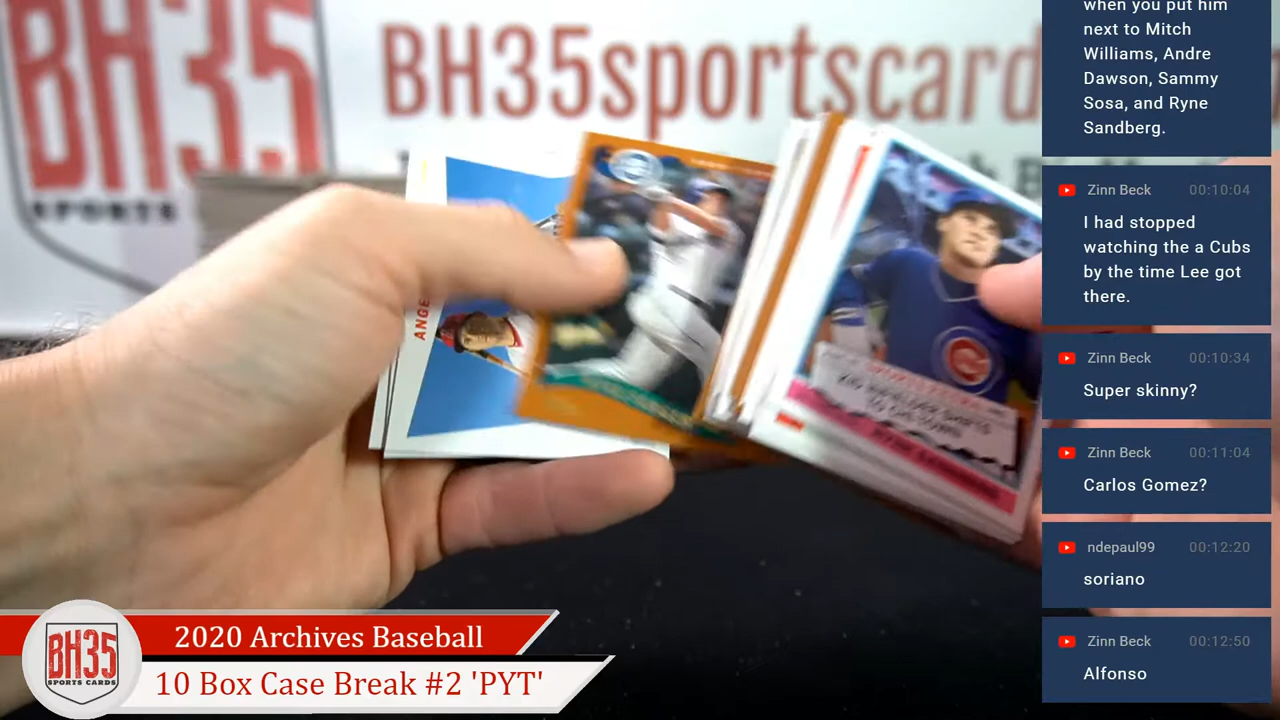 BH35
SPORTS
BH35sportscard
ANGE
when you put him
next to Mitch
Williams, Andre
Dawson, Sammy
Sosa, and Ryne
Sandberg.
Zinn Beck 00:10:04
I had stopped
watching the a Cubs
by the time Lee got
there.
Zinn Beck 00:10:34
Super skinny?
Zinn Beck 00:11:04
Carlos Gomez?
ndepaul99 00:12:20
soriano
Zinn Beck 00:12:50
Alfonso
BH35
SPORTS CARDS
2020 Archives Baseball
10 Box Case Break #2 'PYT'